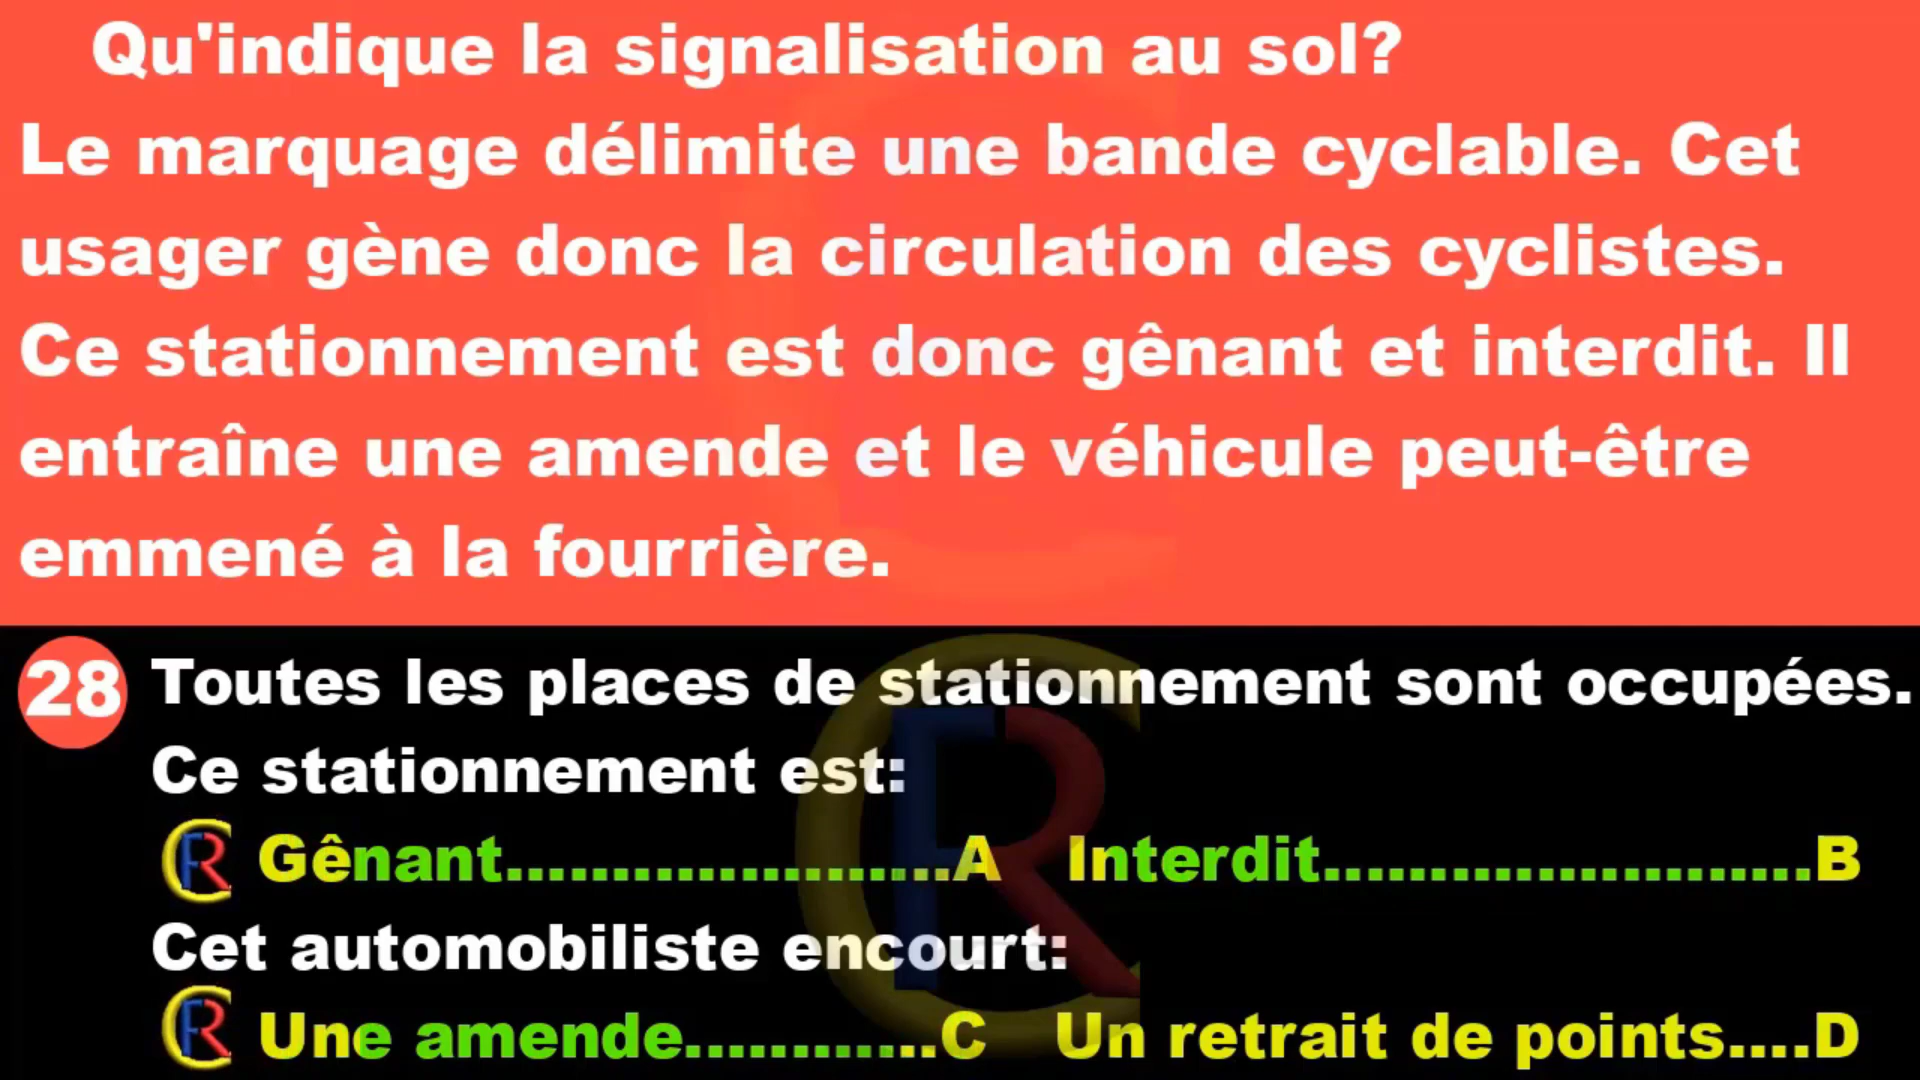 Qu'indique la signalisation au sol?
Le marquage délimite une bande cyclable. Cet
usager gène donc la circulation des cyclistes.
Ce stationnement est donc gênant et interdit. Il
entraîne une amende et le véhicule peut-être
emmené à la fourrière.
28 Toutes les places de stationnement sont occupées.
Ce stationnement est:
Gênant.....................A Interdit.......................B
Cet automobiliste encourt:
Une amende............C Un retrait de points....D